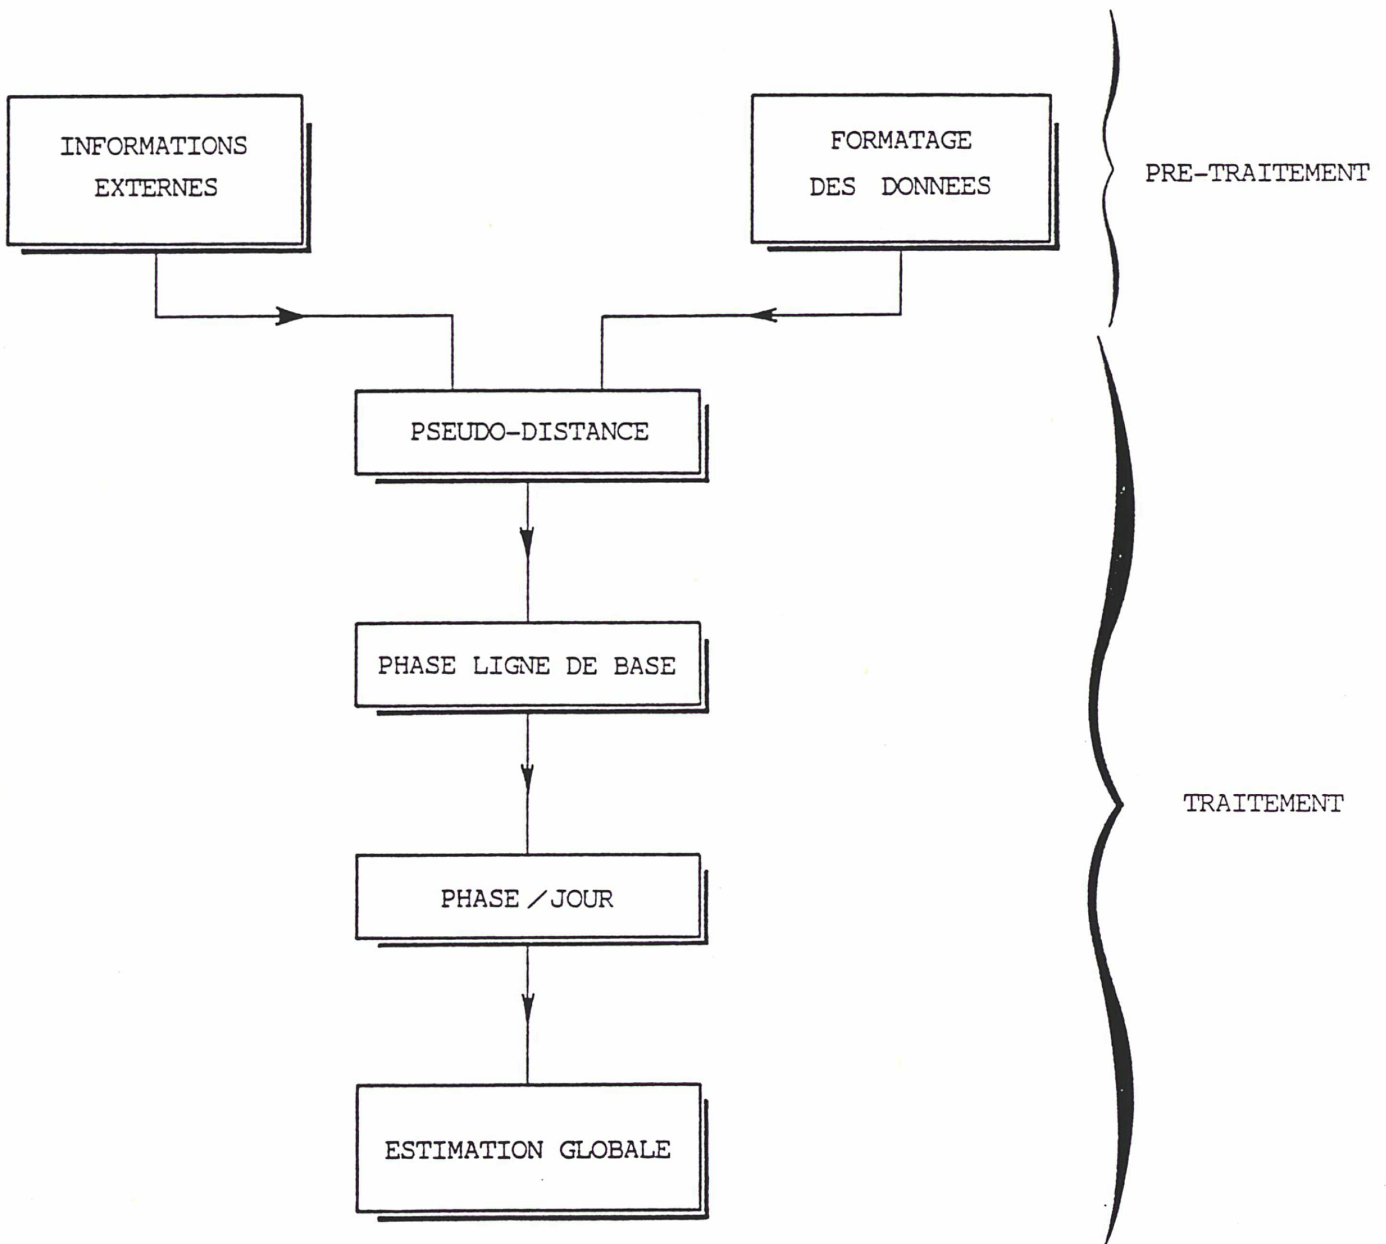 INFORMATIONS
EXTERNES
FORMATAGE
DES DONNEES
PRE-TRAITEMENT
PSEUDO-DISTANCE
PHASE LIGNE DE BASE
PHASE /JOUR
TRAITEMENT
ESTIMATION GLOBALE